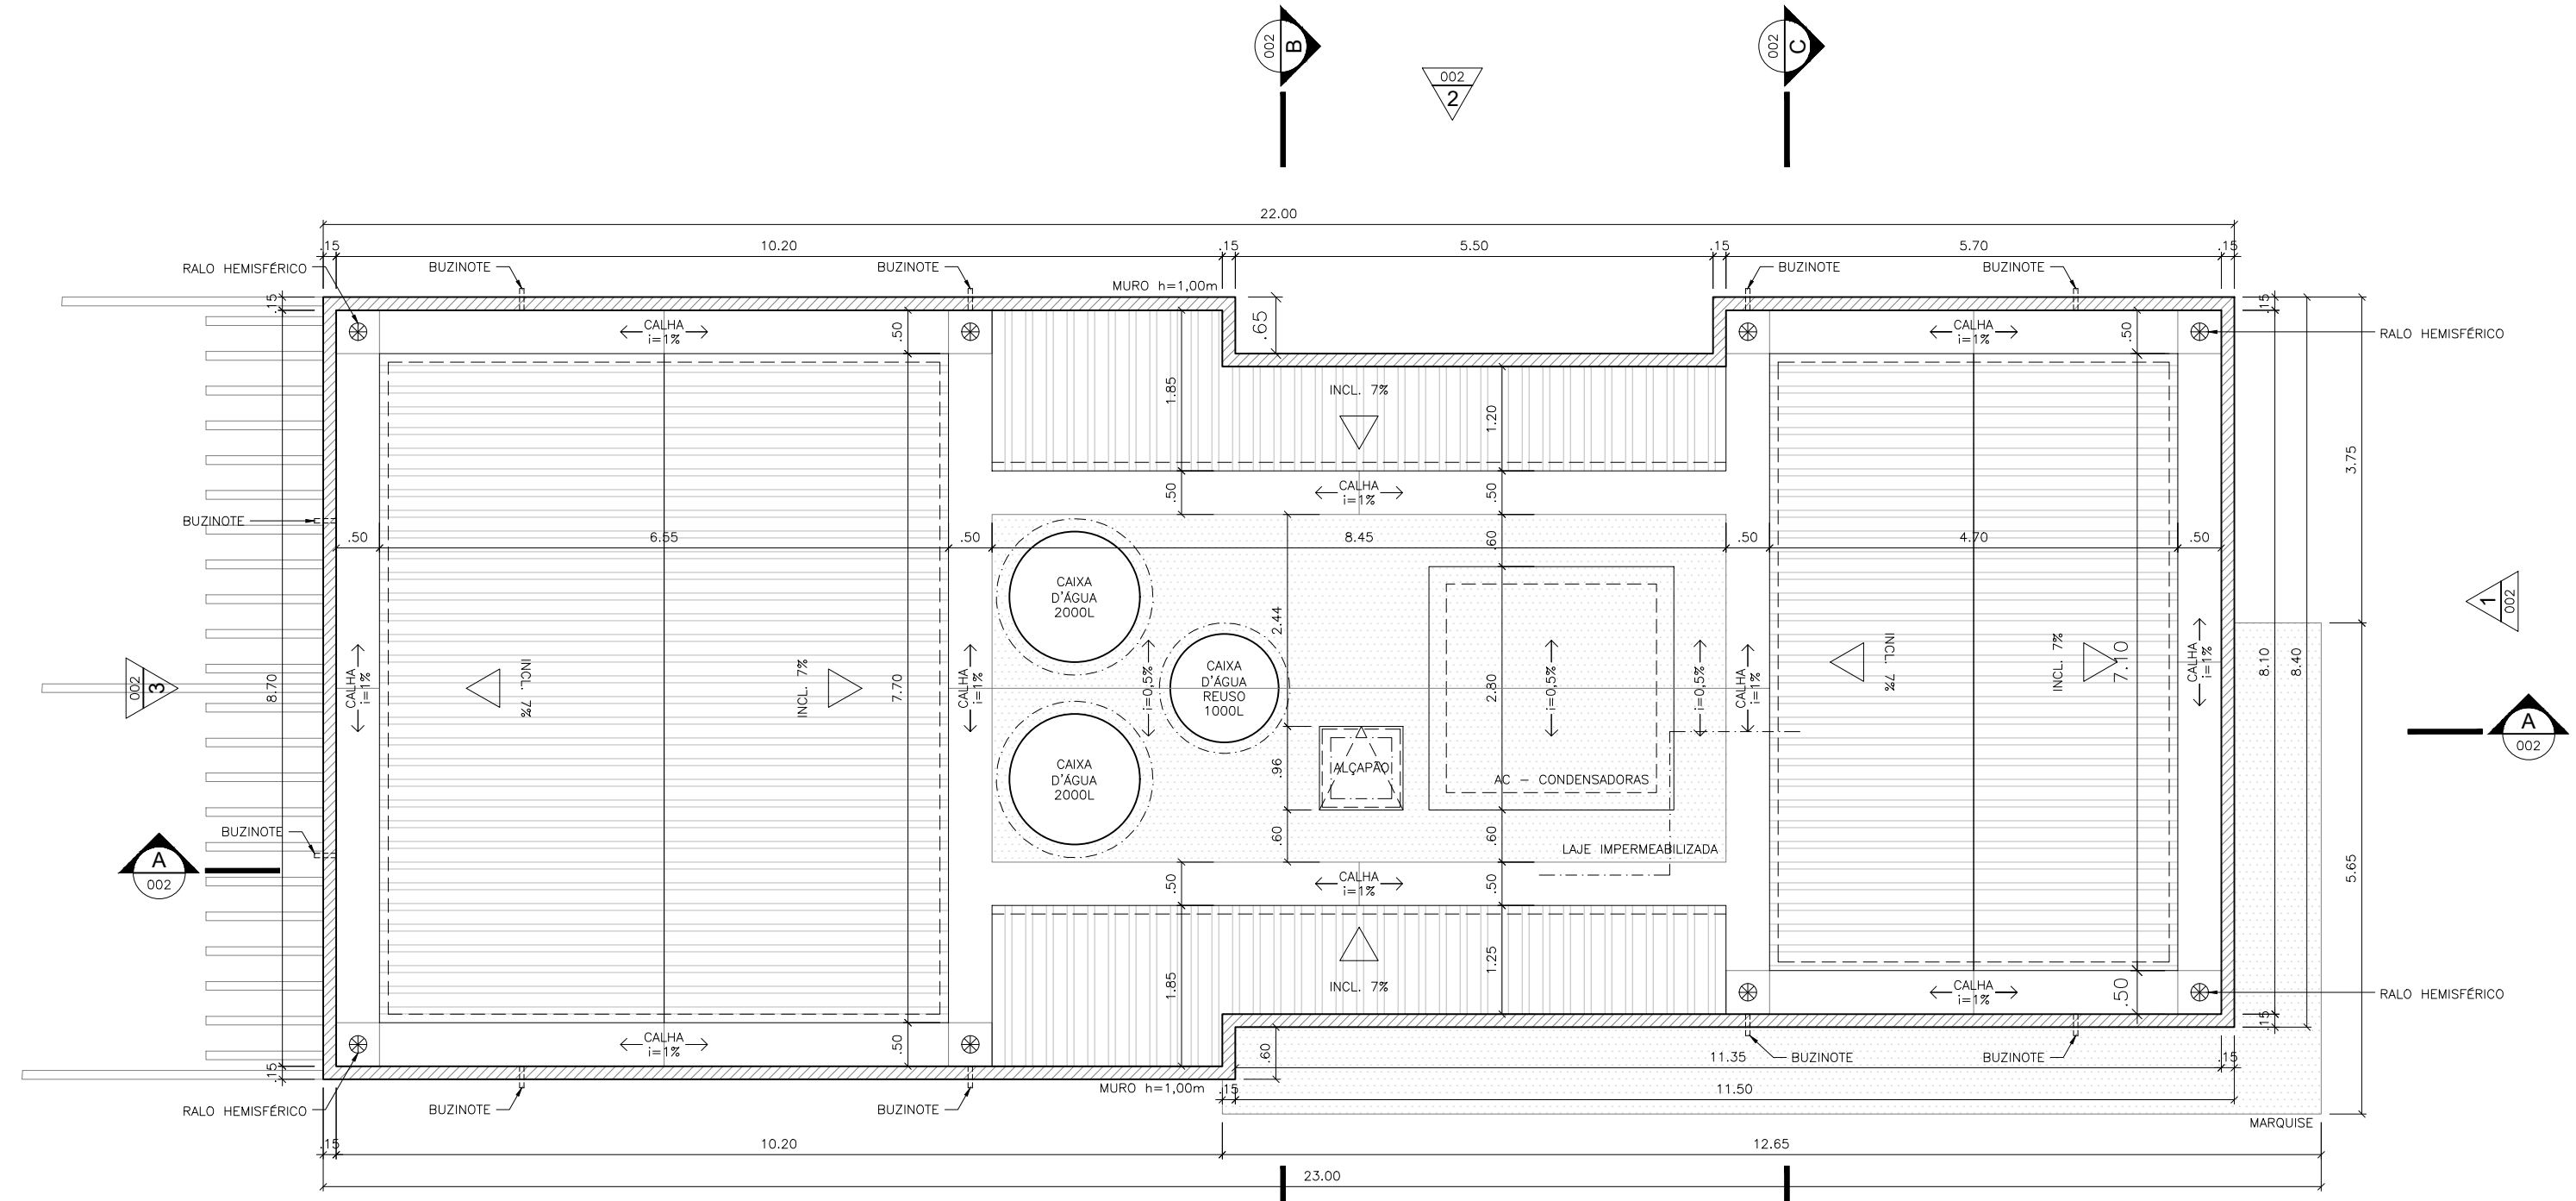 002
B
002
C
002
2
22.00
.15
10.20
.15
5.50
.15
5.70
.15
RALO HEMISFÉRICO
BUZINOTE
BUZINOTE
BUZINOTE
BUZINOTE
MURO h=1,00m
.15
.65
.15
CALHA
i=1%
.50
CALHA
i=1%
.50
RALO HEMISFÉRICO
1.85
INCL. 7%
1.20
3.75
.50
CALHA
i=1%
.50
BUZINOTE
.50
6.55
.50
8.45
.60
.50
4.70
.50
CAIXA
D'ÁGUA
2000L
2.44
1
002
002
3
8.70
CALHA
i=1%
INCL. 7%
INCL. 7%
7.70
CALHA
i=1%
i=0,5%
CAIXA
D'ÁGUA
REUSO
1000L
2.80
i=0,5%
i=0,5%
CALHA
i=1%
INCL. 7%
INCL. 7%
7.10
CALHA
i=1%
8.10
8.40
A
002
CAIXA
D'ÁGUA
2000L
.96
ALÇAPÃO
AC - CONDENSADORAS
BUZINOTE
.60
.60
LAJE IMPERMEABILIZADA
A
002
5.65
.50
CALHA
i=1%
.50
1.85
INCL. 7%
1.25
.50
CALHA
i=1%
RALO HEMISFÉRICO
.15
CALHA
i=1%
.50
.60
11.35
BUZINOTE
BUZINOTE
.15
.15
MURO h=1,00m
.15
11.50
RALO HEMISFÉRICO
BUZINOTE
BUZINOTE
MARQUISE
.15
10.20
12.65
23.00